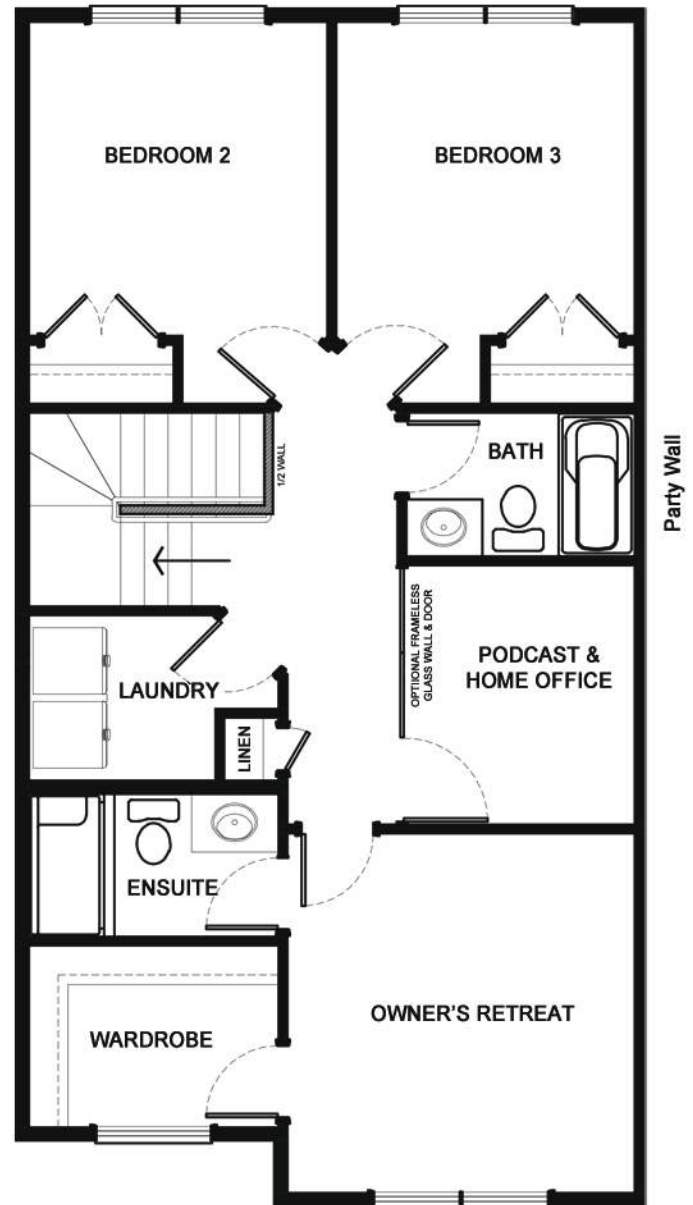 BEDROOM 2
BEDROOM 3
1/2 WALL
BATH
Party Wall
OPTIIONAL FRAMELESS
GLASS WALL & DOOR
PODCAST &
HOME OFFICE
LAUNDRY
LINEN
ENSUITE
OWNER'S RETREAT
WARDROBE